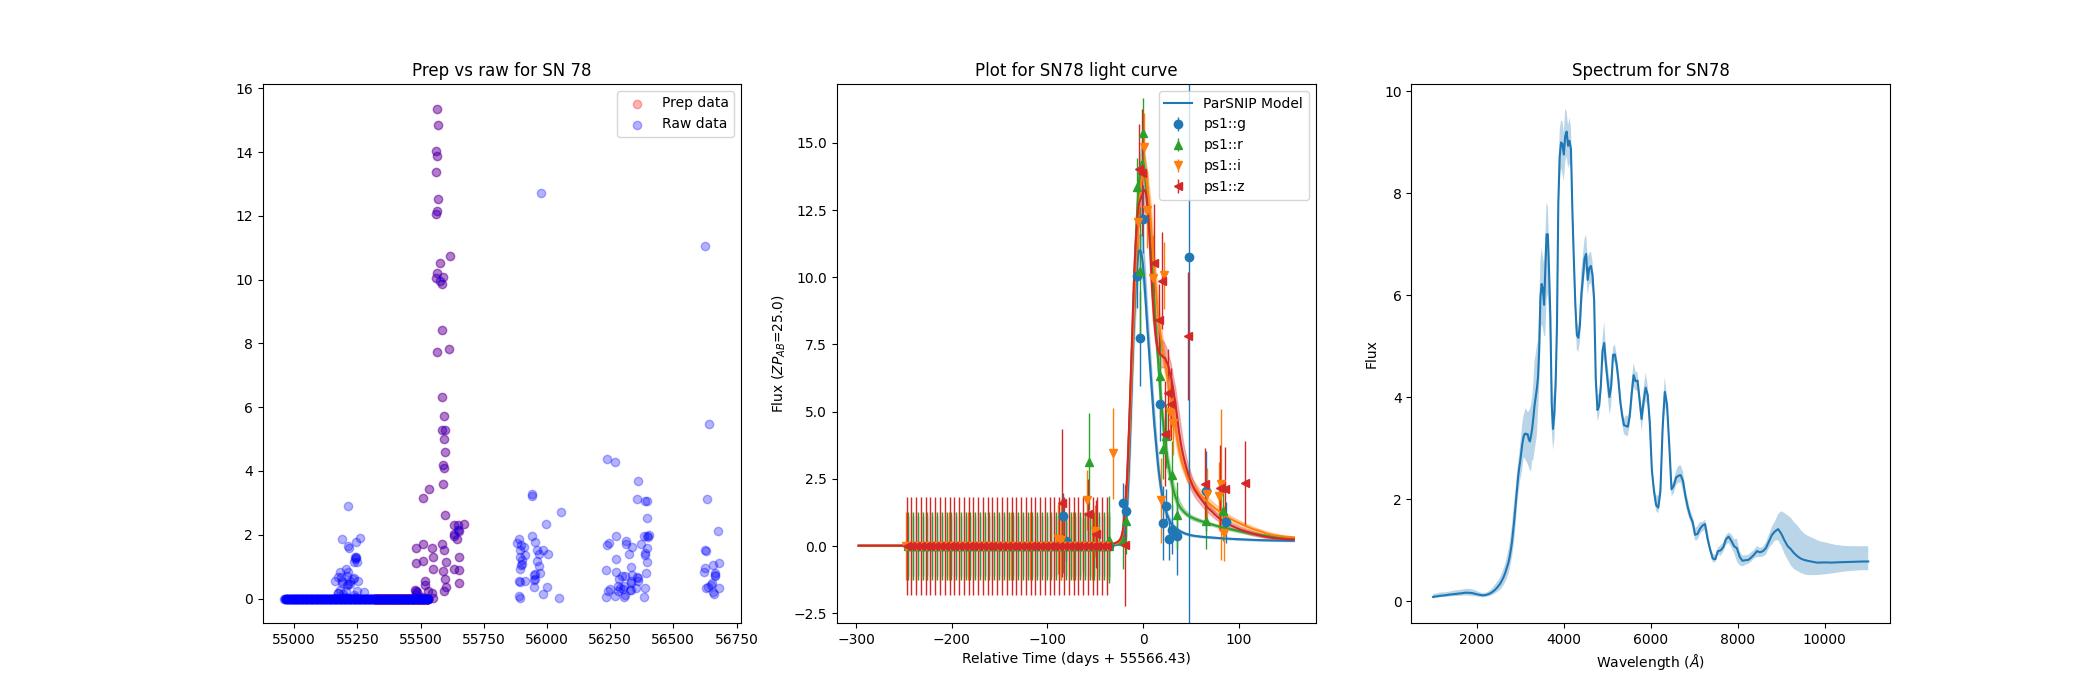 Prep vs raw for SN 78
Prep data
Raw data
16
14
12
10
8
6
4
2
0
55000
55250
55500
55750
56000
56250
56500
56750
Plot for SN78 light curve
ParSNIP Model
ps1::g
ps1::r
ps1::i
ps1::z
Flux (ZP_AB=25.0)
15.0
12.5
10.0
7.5
5.0
2.5
0.0
−2.5
−300
−200
−100
0
100
Relative Time (days + 55566.43)
Spectrum for SN78
Flux
10
8
6
4
2
0
2000
4000
6000
8000
10000
Wavelength (Å)